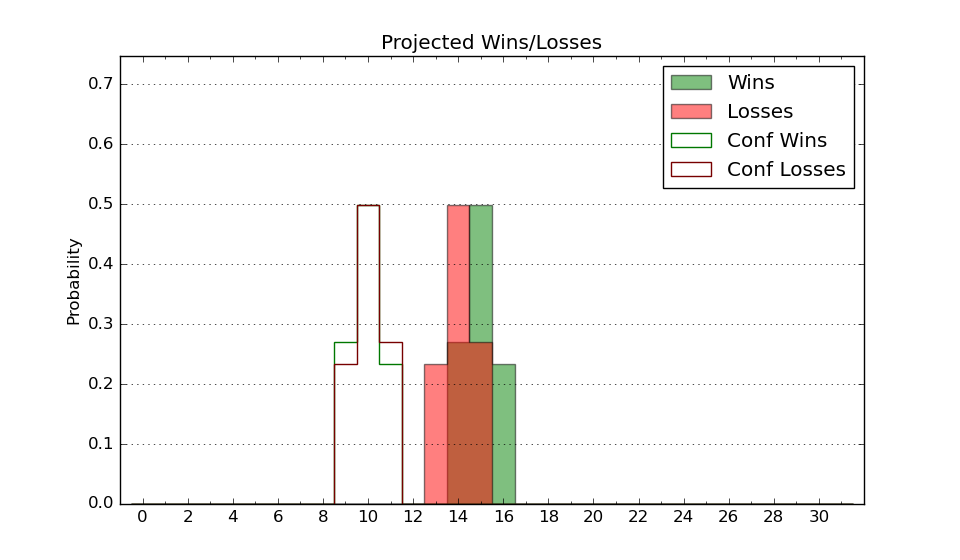 Projected Wins/Losses
Wins
Losses
Conf Wins
Conf Losses
Probability
0.7
0.6
0.5
0.4
0.3
0.2
0.1
0.0
0 2 4 6 8 10 12 14 16 18 20 22 24 26 28 30